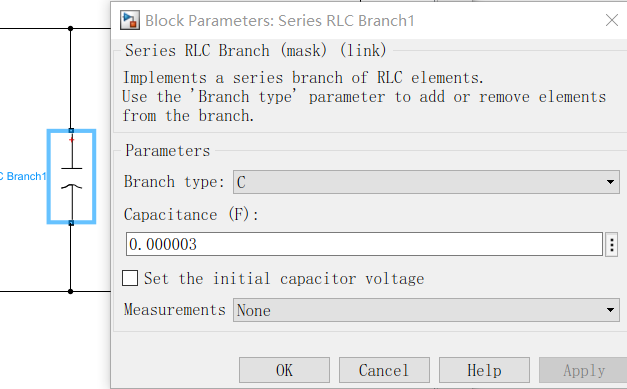 Block Parameters: Series RLC Branch1
Series RLC Branch (mask) (link)
Implements a series branch of RLC elements.
Use the 'Branch type' parameter to add or remove elements
from the branch.
Parameters
C Branch1
Branch type: C
Capacitance (F):
0.000003
Set the initial capacitor voltage
Measurements None
OK Cancel Help Apply